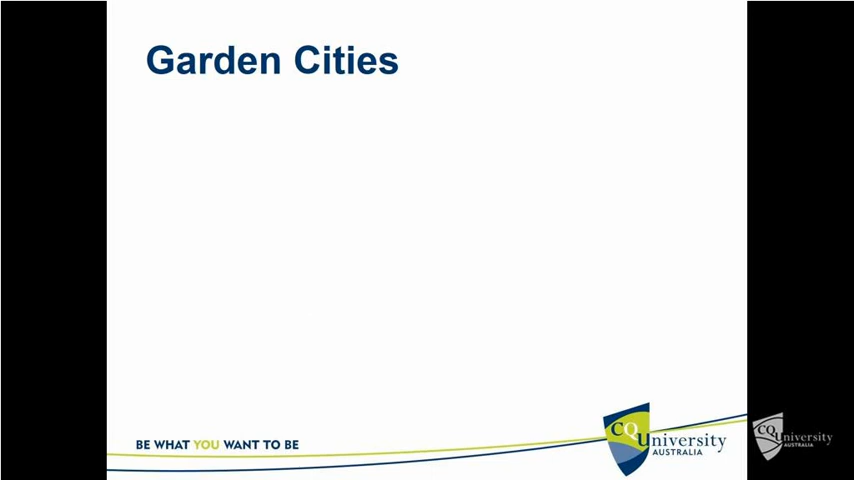 Garden Cities
BE WHAT YOU WANT TO BE
CQUniversity
AUSTRALIA
CQUniversity
AUSTRALIA